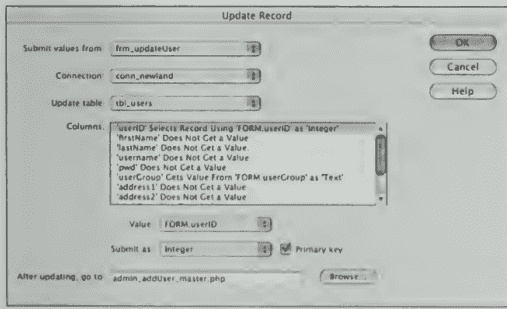 Update Record
Submit values from: frm_updateUser
OK
Connection: conn_newland
Cancel
Update table: tbl_users
Help
Columns: 'userID' Selects Record Using 'FORM.userID' as 'Integer'
'firstName' Does Not Get a Value
'lastName' Does Not Get a Value.
'username' Does Not Get a Value
'pwd' Does Not Get a Value
'userGroup' Gets Value From 'FORM.userGroup' as 'Text'
'address1' Does Not Get a Value
'address2' Does Not Get a Value
Value: FORM.userID
Submit as: Integer Primary key
After updating, go to: admin_addUser_master.php Browse...